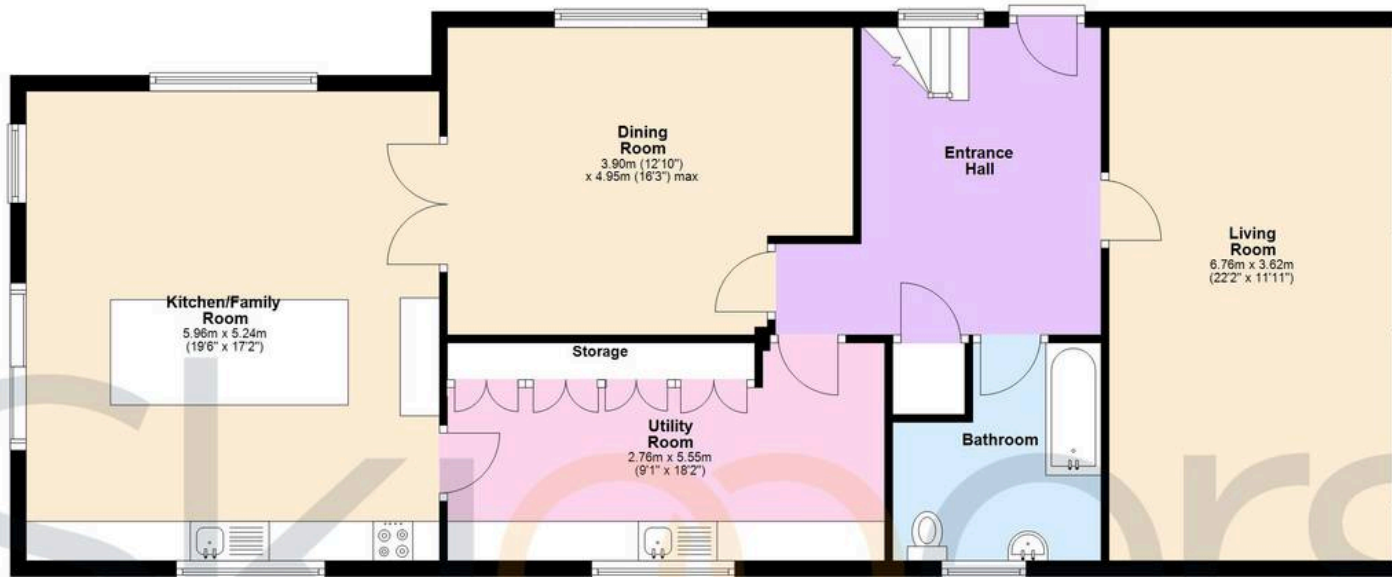 Dining
Room
3.90m (12'10")
x 4.95m (16'3") max
Entrance
Hall
Living
Room
6.76m x 3.62m
(22'2" x 11'11")
Kitchen/Family
Room
5.96m x 5.24m
(19'6" x 17'2")
Storage
Utility
Room
2.76m x 5.55m
(9'1" x 18'2")
Bathroom